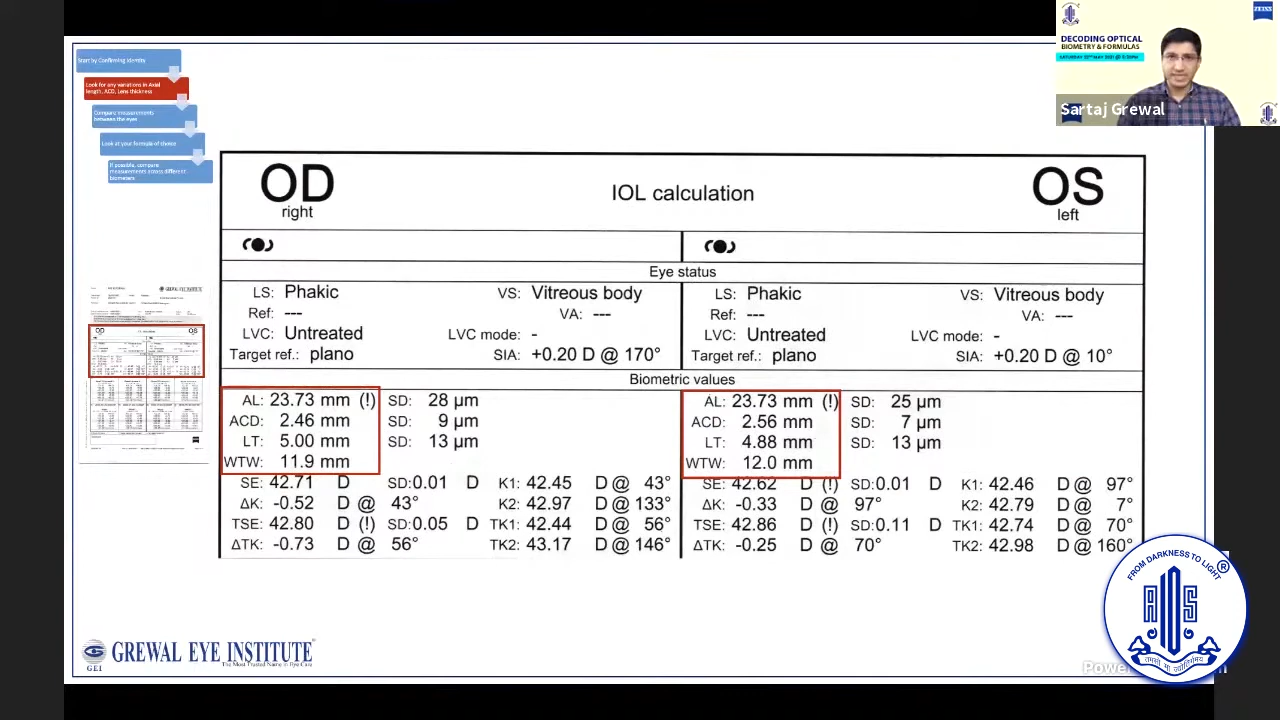 Start by Confirming Identity
Look for any variations in Axial
length, ACD, Lens thickness
Compare measurements
between the eyes
Look at your formula of choice
If possible, compare
measurements across different
biometers
DECODING OPTICAL
BIOMETRY & FORMULAS
ZEISS
Sartaj Grewal
OD
right
IOL calculation
OS
left
Eye status
LS: Phakic VS: Vitreous body LS: Phakic VS: Vitreous body
Ref: --- VA: --- Ref: --- VA: ---
LVC: Untreated LVC mode: - LVC: Untreated LVC mode: -
Target ref.: plano SIA: +0.20 D @ 170° Target ref.: plano SIA: +0.20 D @ 10°
Biometric values
AL: 23.73 mm (!) SD: 28 µm AL: 23.73 mm (!) SD: 25 µm
ACD: 2.46 mm SD: 9 µm ACD: 2.56 mm SD: 7 µm
LT: 5.00 mm SD: 13 µm LT: 4.88 mm SD: 13 µm
WTW: 11.9 mm WTW: 12.0 mm
SE: 42.71 D SD:0.01 D K1: 42.45 D @ 43° SE: 42.62 D (!) SD:0.01 D K1: 42.46 D @ 97°
ΔK: -0.52 D @ 43° K2: 42.97 D @ 133° ΔK: -0.33 D @ 97° K2: 42.79 D @ 7°
TSE: 42.80 D (!) SD:0.05 D TK1: 42.44 D @ 56° TSE: 42.86 D (!) SD:0.11 D TK1: 42.74 D @ 70°
ΔTK: -0.73 D @ 56° TK2: 43.17 D @ 146° ΔTK: -0.25 D @ 70° TK2: 42.98 D @ 160°
OD OS
FROM DARKNESS TO LIGHT ®
AIOS
तमसो मा ज्योतिर्गमय
GEI
GREWAL EYE INSTITUTE
The Most Trusted Name in Eye Care